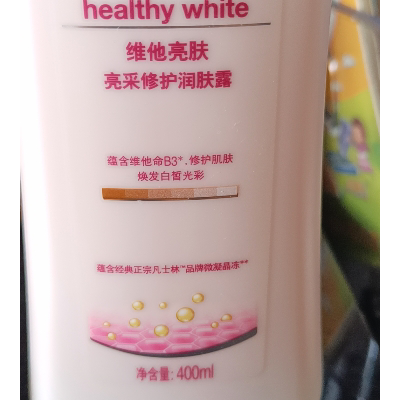 healthy white
维他亮肤
亮采修护润肤露
蕴含维他命B3*,修护肌肤
焕发白皙光彩
蕴含经典正宗凡士林™品牌微凝晶冻**
净含量:400ml